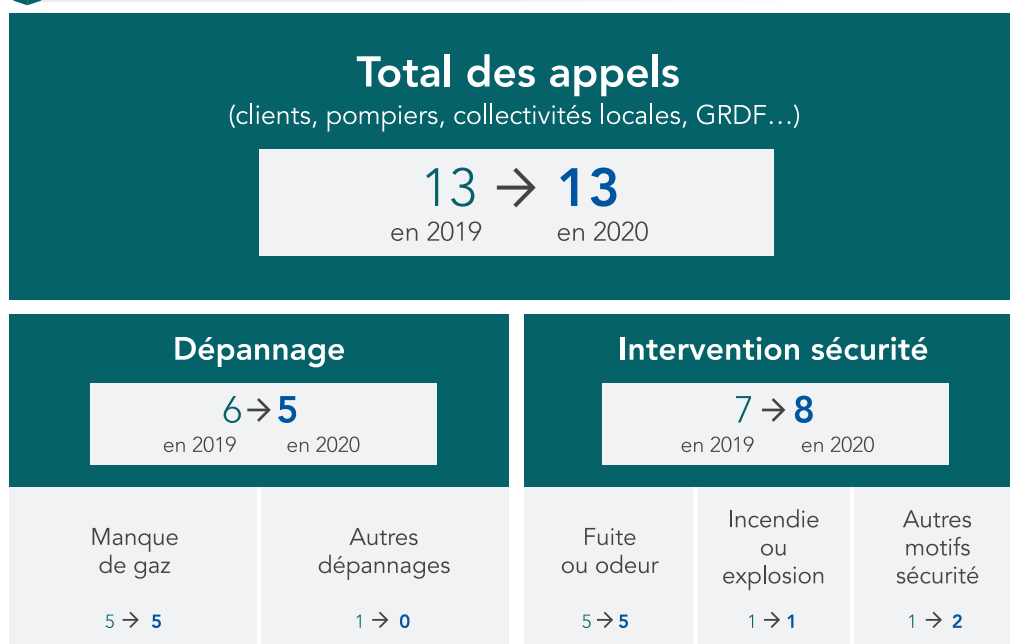 Total des appels
(clients, pompiers, collectivités locales, GRDF...)
13 → 13
en 2019 en 2020
Dépannage
6 → 5
en 2019 en 2020
Manque
de gaz
5 → 5
Autres
dépannages
1 → 0
Intervention sécurité
7 → 8
en 2019 en 2020
Fuite
ou odeur
5 → 5
Incendie
ou
explosion
1 → 1
Autres
motifs
sécurité
1 → 2